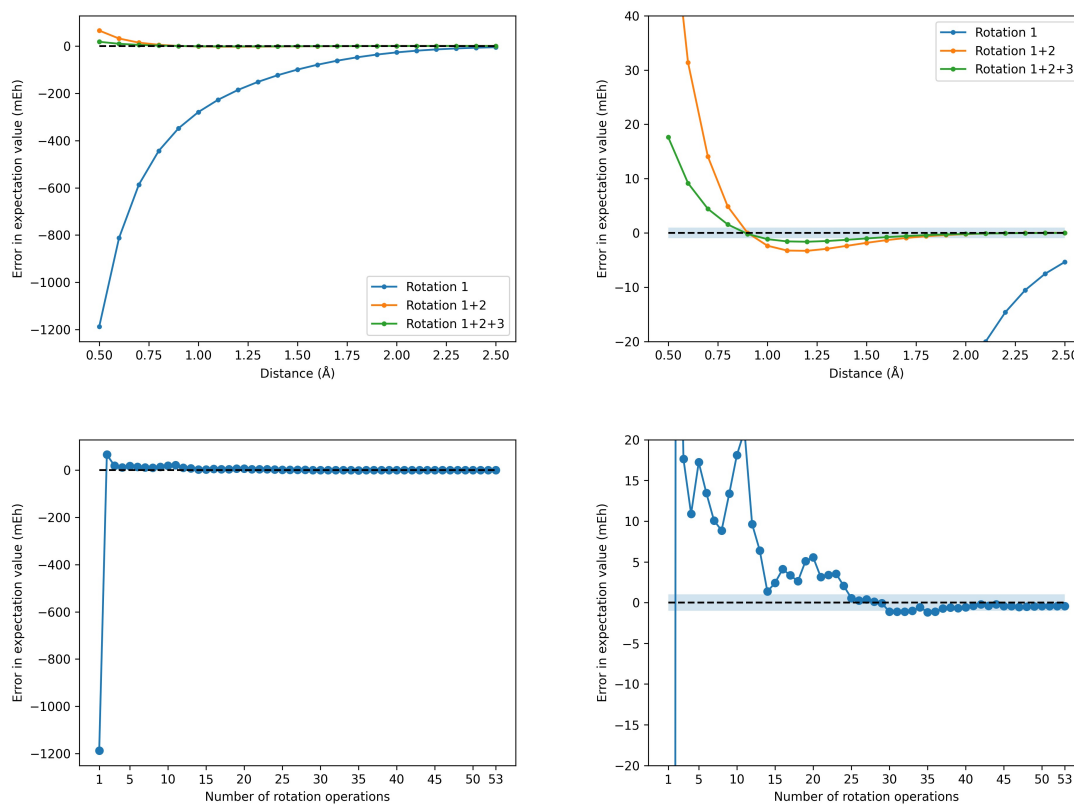 0
−200
−400
−600
−800
−1000
−1200
Error in expectation value (mEh)
Rotation 1
Rotation 1+2
Rotation 1+2+3
0.50 0.75 1.00 1.25 1.50 1.75 2.00 2.25 2.50
Distance (Å)
40
30
20
10
0
−10
−20
Error in expectation value (mEh)
Rotation 1
Rotation 1+2
Rotation 1+2+3
0.50 0.75 1.00 1.25 1.50 1.75 2.00 2.25 2.50
Distance (Å)
0
−200
−400
−600
−800
−1000
−1200
Error in expectation value (mEh)
1 5 10 15 20 25 30 35 40 45 50 53
Number of rotation operations
20
15
10
5
0
−5
−10
−15
−20
Error in expectation value (mEh)
1 5 10 15 20 25 30 35 40 45 50 53
Number of rotation operations